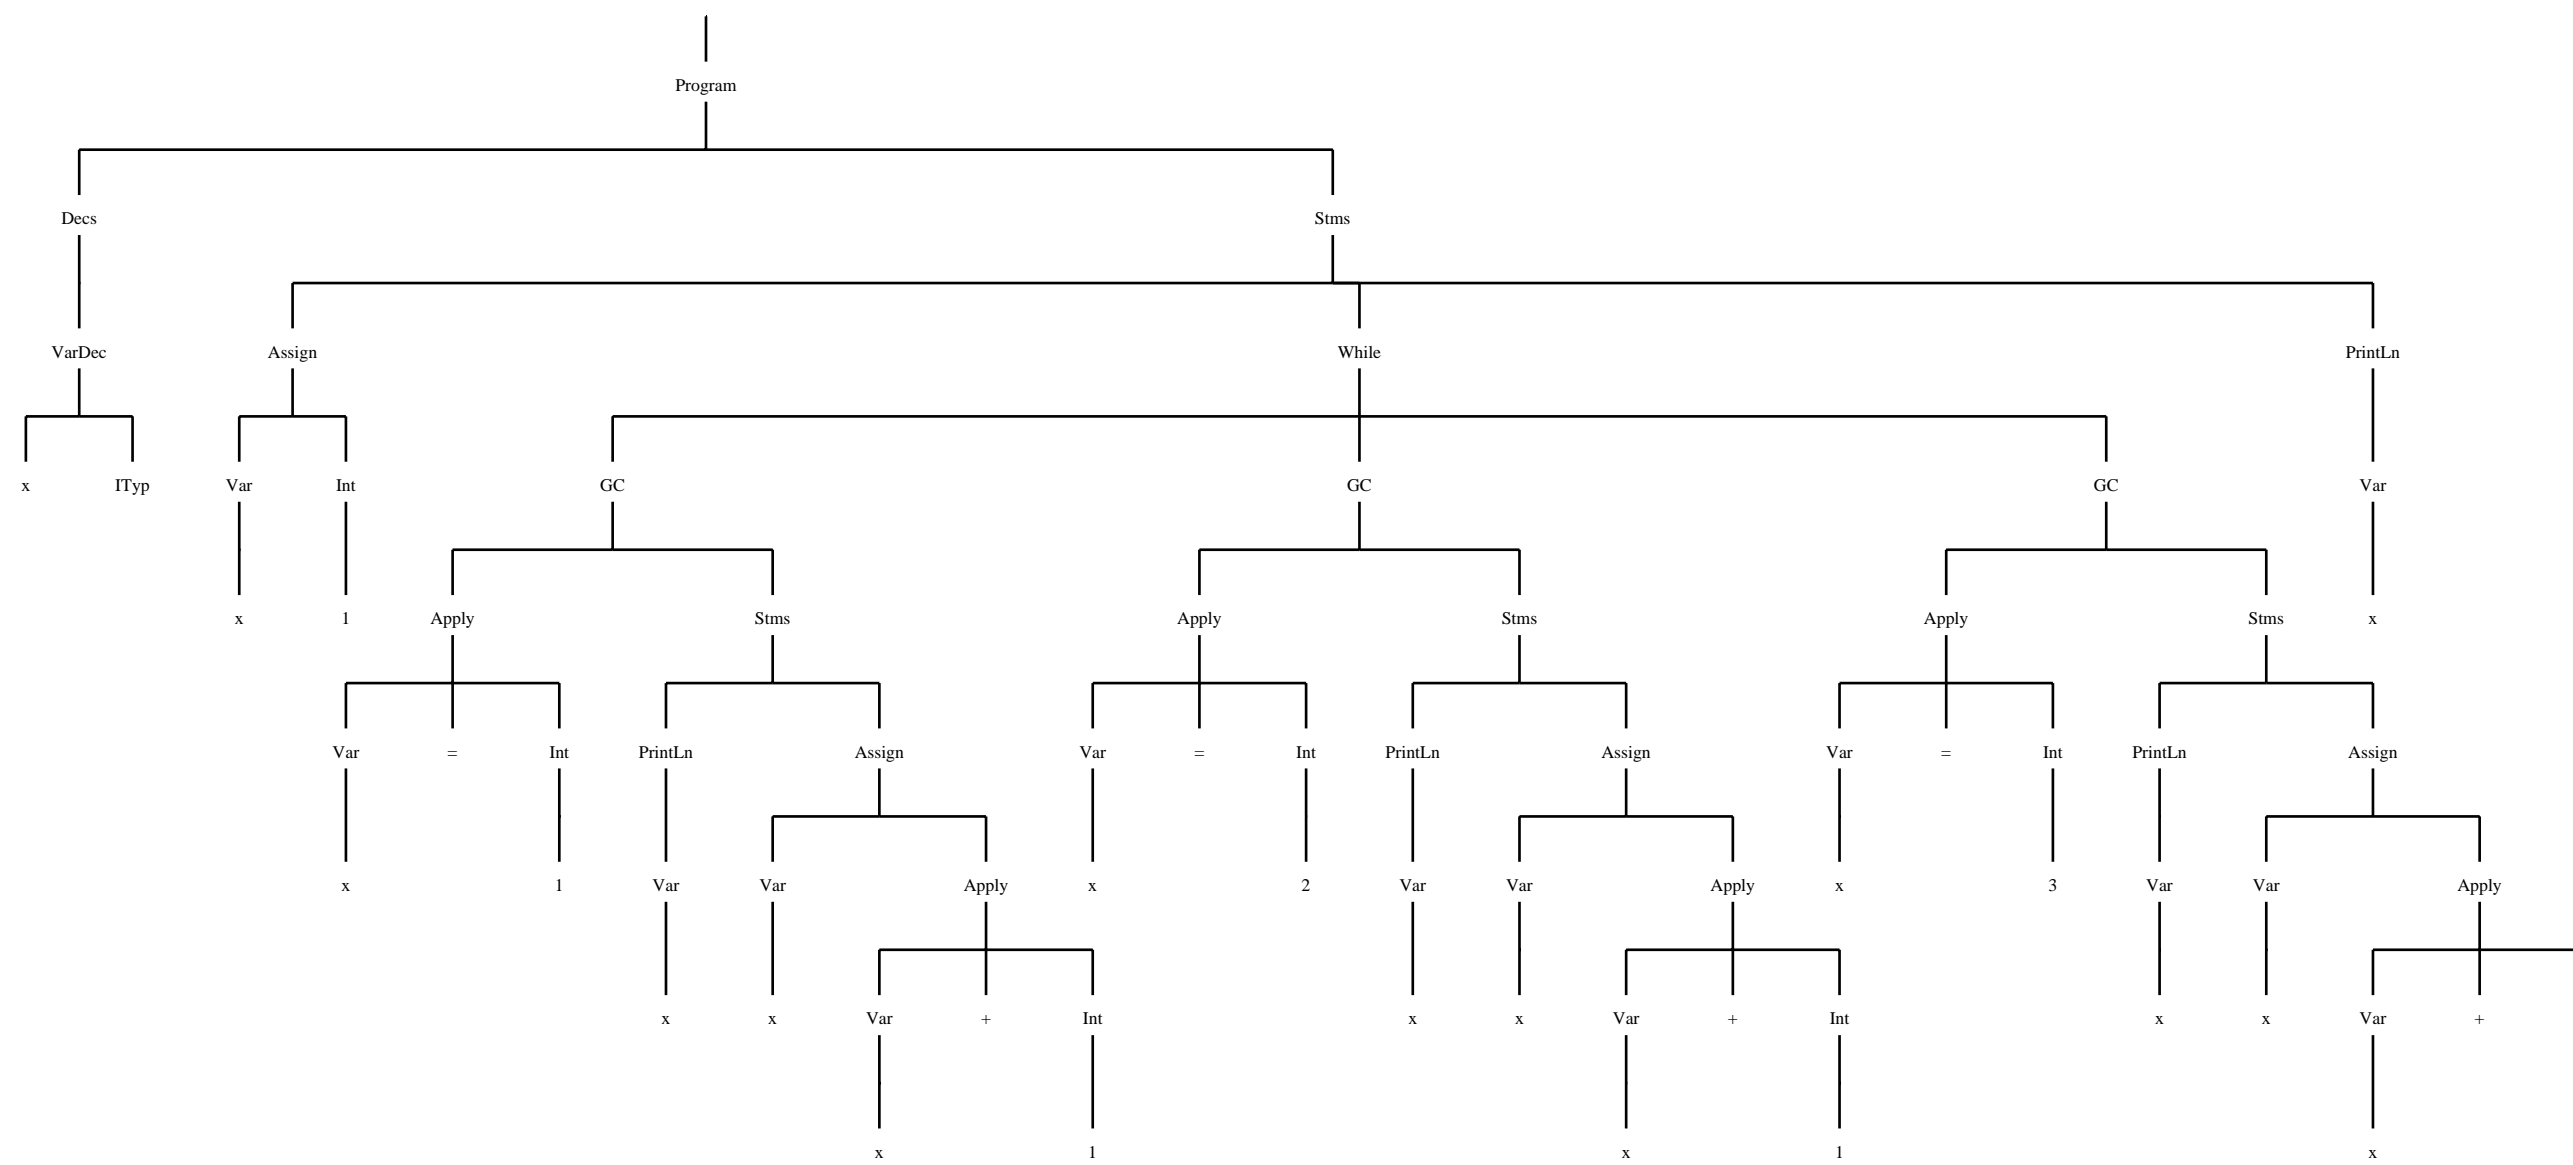 Program
Decs Stms
VarDec Assign While PrintLn
x ITyp Var Int GC GC GC Var
x 1 Apply Stms Apply Stms Apply Stms x
Var = Int PrintLn Assign Var = Int PrintLn Assign Var = Int PrintLn Assign
x 1 Var Var Apply x 2 Var Var Apply x 3 Var Var Apply
x x Var + Int x x Var + Int x x Var +
x 1 x 1 x